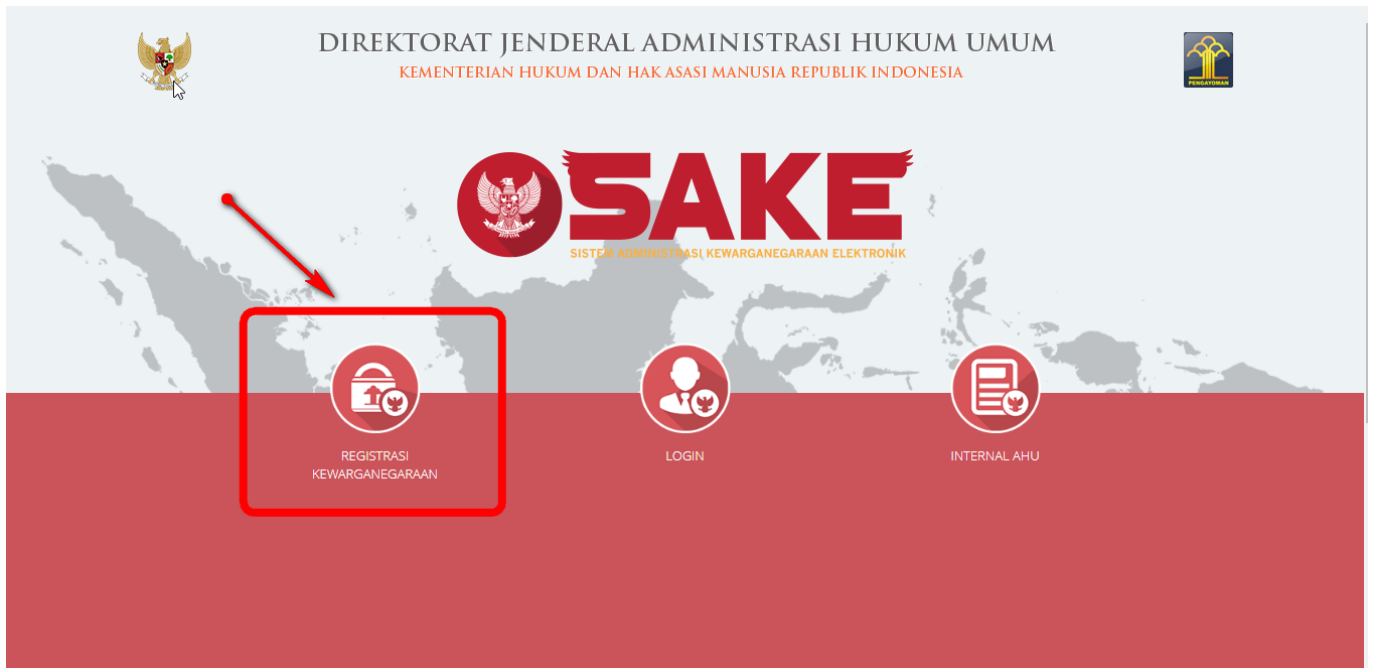 DIREKTORAT JENDERAL ADMINISTRASI HUKUM UMUM
KEMENTERIAN HUKUM DAN HAK ASASI MANUSIA REPUBLIK INDONESIA
PENGAYOMAN
SAKE
SISTEM ADMINISTRASI KEWARGANEGARAAN ELEKTRONIK
REGISTRASI
KEWARGANEGARAAN
LOGIN
INTERNAL AHU